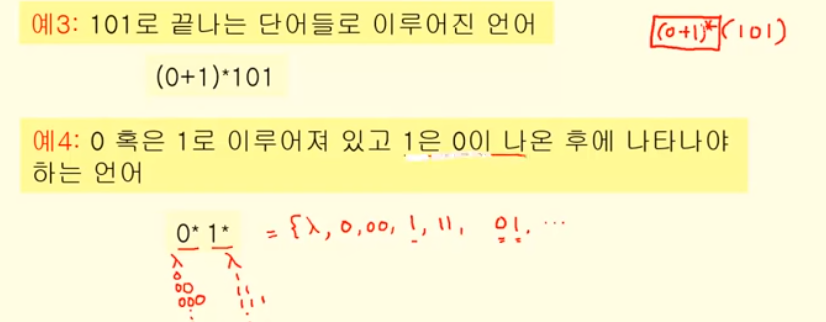 예3: 101로 끝나는 단어들로 이루어진 언어
(0+1)*(101)
(0+1)*101
예4: 0 혹은 1로 이루어져 있고 1은 0이 나온 후에 나타나야
하는 언어
0* 1* = {λ, 0, 00, 1, 11, 01, ...
λ λ
0 1
00 11
000 111